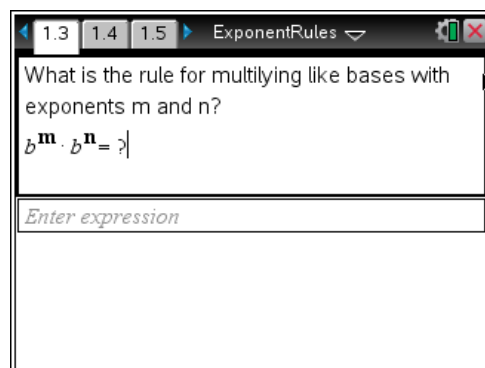 1.3 1.4 1.5 ExponentRules
What is the rule for multilying like bases with
exponents m and n?
b^m · b^n = ?
Enter expression